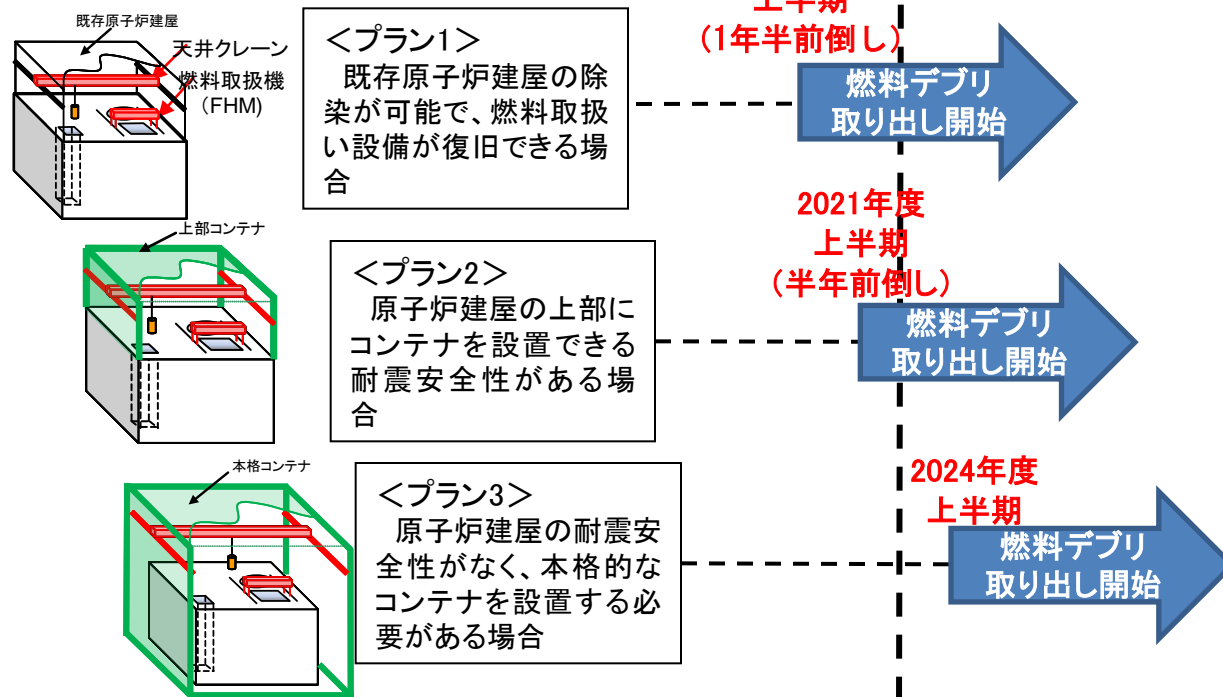 既存原子炉建屋
天井クレーン
燃料取扱機
(FHM)
<プラン1>
既存原子炉建屋の除
染が可能で、燃料取扱
い設備が復旧できる場
合
上半期
(1年半前倒し)
燃料デブリ
取り出し開始
上部コンテナ
<プラン2>
原子炉建屋の上部に
コンテナを設置できる
耐震安全性がある場
合
2021年度
上半期
(半年前倒し)
燃料デブリ
取り出し開始
本格コンテナ
<プラン3>
原子炉建屋の耐震安
全性がなく、本格的な
コンテナを設置する必
要がある場合
2024年度
上半期
燃料デブリ
取り出し開始